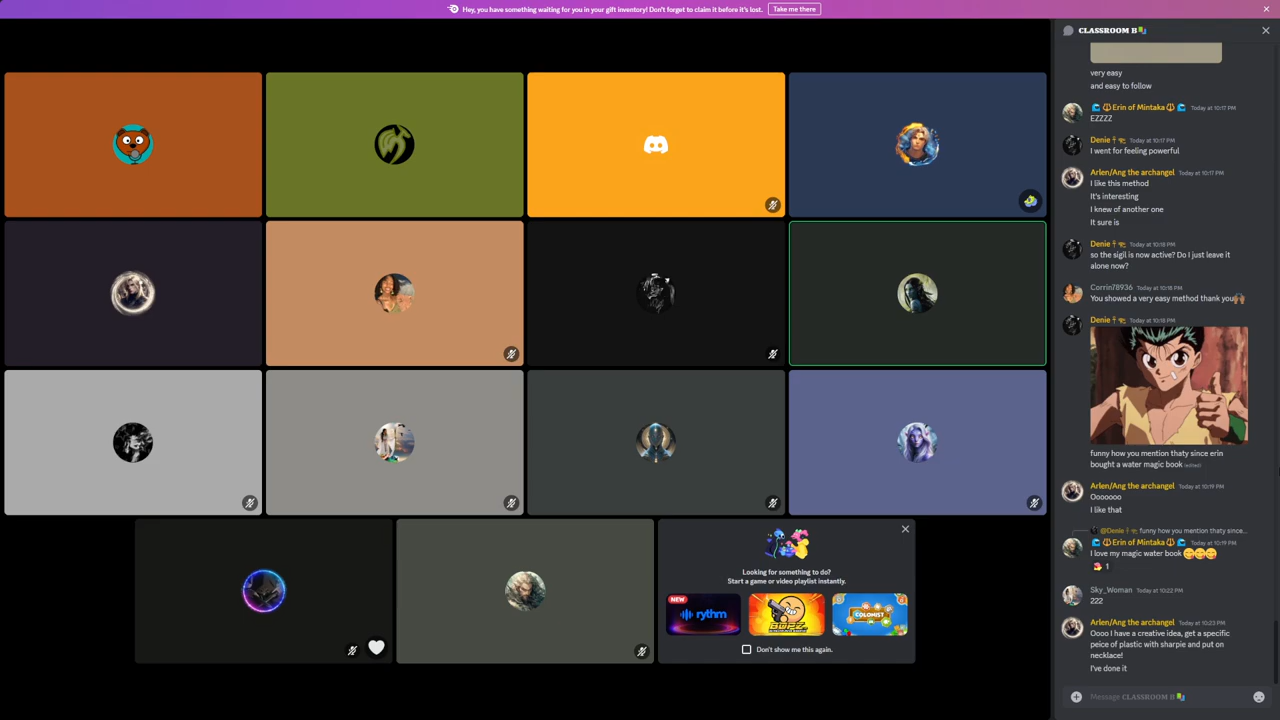 Hey, you have something waiting for you in your gift inventory! Don't forget to claim it before it's lost. Take me there
CLASSROOM B
very easy
and easy to follow
Erin of Mintaka Today at 10:17 PM
EZZZZ
Denie Today at 10:17 PM
I went for feeling powerful
Arlen/Ang the archangel Today at 10:17 PM
I like this method
It's interesting
I knew of another one
It sure is
Denie Today at 10:18 PM
so the sigil is now active? Do I just leave it
alone now?
Corrin78936 Today at 10:18 PM
You showed a very easy method thank you
Denie Today at 10:18 PM
funny how you mention thaty since erin
bought a water magic book (edited)
Arlen/Ang the archangel Today at 10:19 PM
Ooooooo
I like that
@Denie funny how you mention thaty since...
Erin of Mintaka Today at 10:19 PM
I love my magic water book
1
Sky_Woman Today at 10:22 PM
222
Arlen/Ang the archangel Today at 10:23 PM
Oooo I have a creative idea, get a specific
peice of plastic with sharpie and put on
necklace!
I've done it
Message CLASSROOM B
Looking for something to do?
Start a game or video playlist instantly.
NEW
rythm
BOPZ
COLONIST
Don't show me this again.